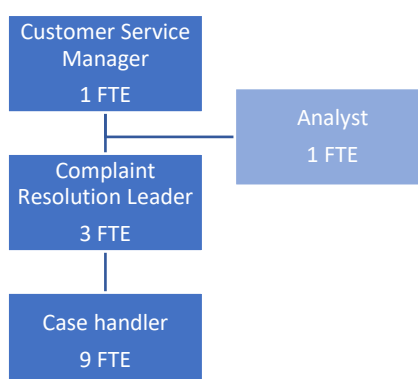 Customer Service
Manager
1 FTE
Analyst
1 FTE
Complaint
Resolution Leader
3 FTE
Case handler
9 FTE